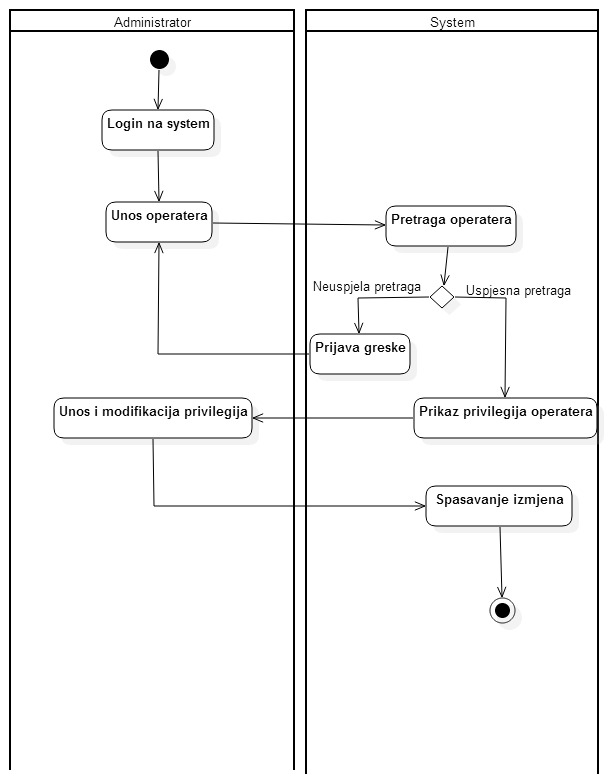 Administrator
System
Login na system
Unos operatera
Pretraga operatera
Neuspjela pretraga
Uspjesna pretraga
Prijava greske
Unos i modifikacija privilegija
Prikaz privilegija operatera
Spasavanje izmjena